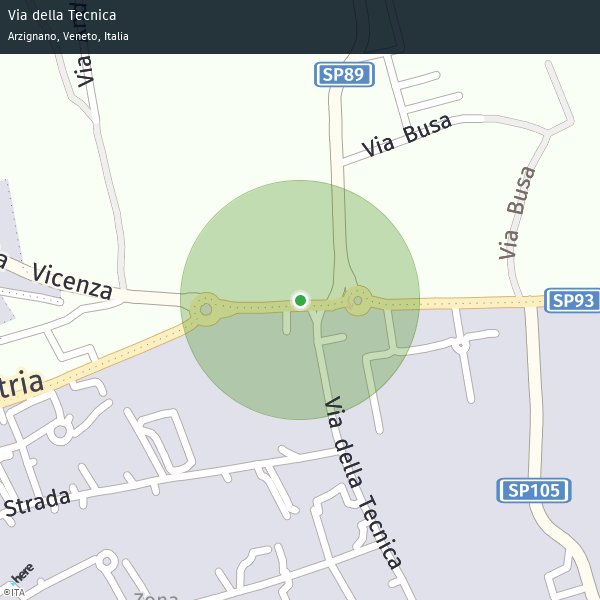 Via della Tecnica
Arzignano, Veneto, Italia
Via
SP89
Via Busa
Via Busa
a
Vicenza
SP93
tria
Via della Tecnica
SP105
Strada
here
Zona
©ITA